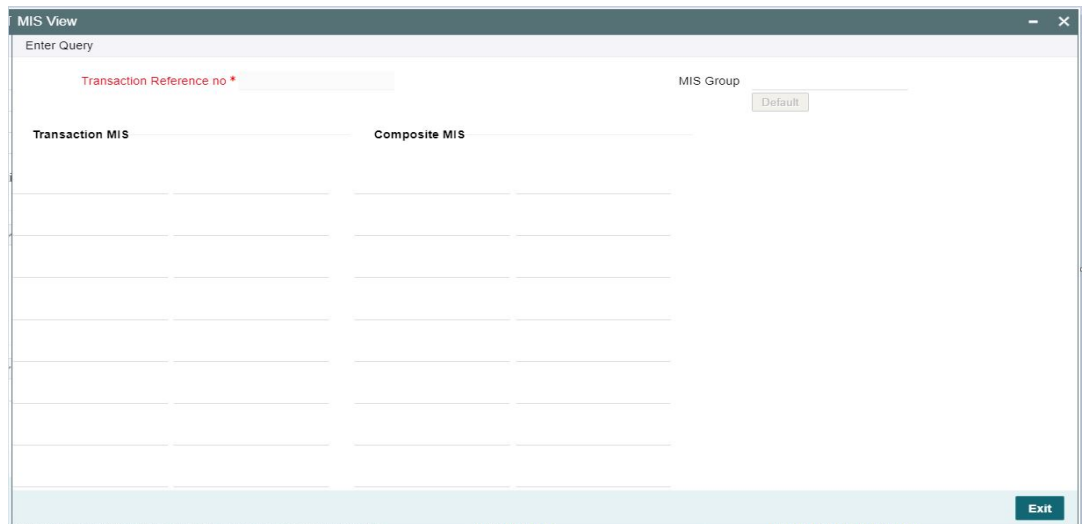 MIS View
Enter Query
Transaction Reference no *
MIS Group
Default
Transaction MIS
Composite MIS
Exit